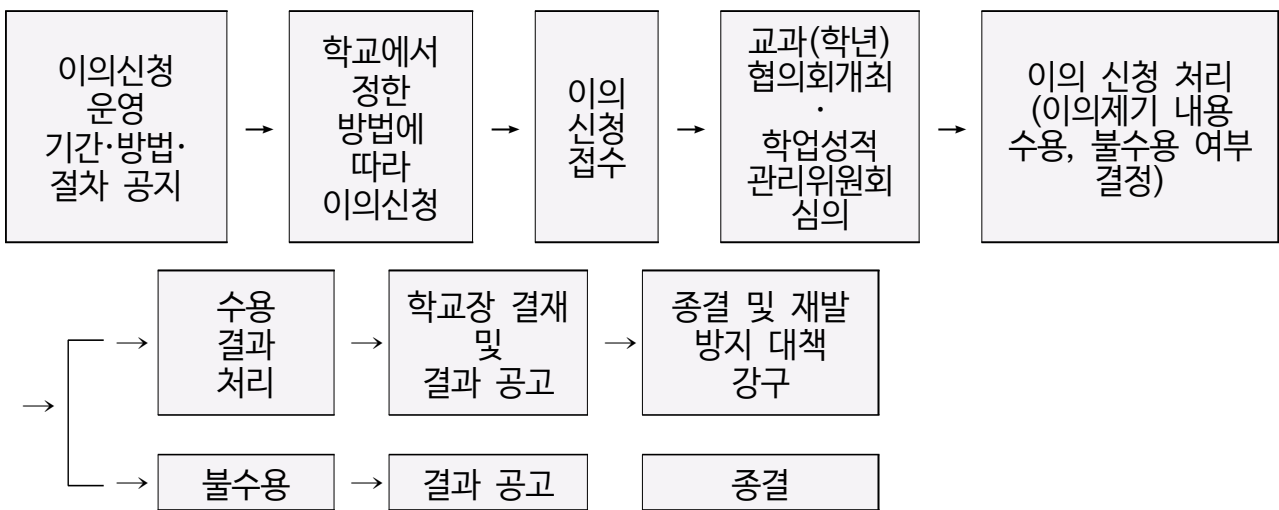 이의신청
운영
기간·방법·
절차 공지
→
학교에서
정한
방법에
따라
이의신청
→
이의
신청
접수
→
교과(학년)
협의회개최
·
학업성적
관리위원회
심의
→
이의 신청 처리
(이의제기 내용
수용, 불수용 여부
결정)
→
→
수용
결과
처리
→
학교장 결재
및
결과 공고
→
종결 및 재발
방지 대책
강구
→
불수용
→
결과 공고
종결